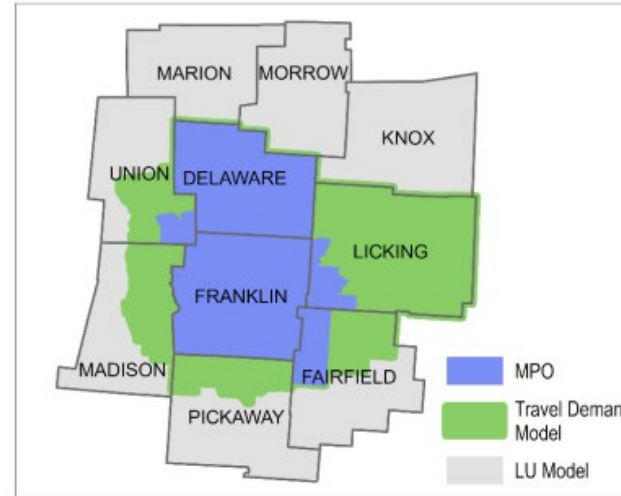 MARION
MORROW
KNOX
UNION
DELAWARE
LICKING
FRANKLIN
MADISON
FAIRFIELD
PICKAWAY
MPO
Travel Deman
Model
LU Model